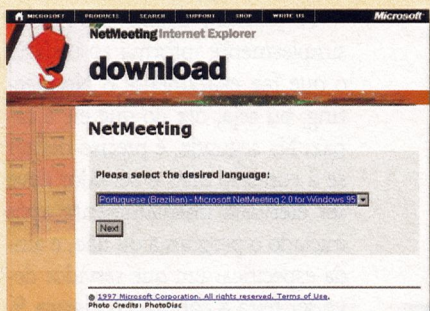 MICROSOFT PRODUCTS SEARCH SUPPORT SHOP WRITE US Microsoft
NetMeeting Internet Explorer
download
NetMeeting
Please select the desired language:
Portuguese (Brazilian) - Microsoft NetMeeting 2.0 for Windows 95
Next
© 1997 Microsoft Corporation. All rights reserved. Terms of Use.
Photo Credits: PhotoDisc